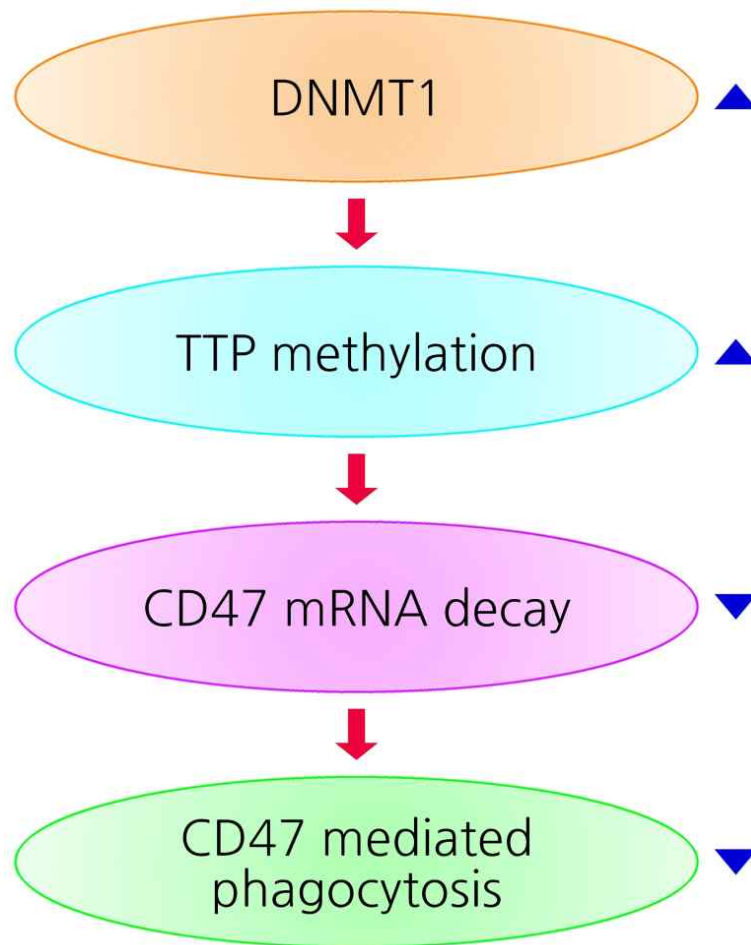 DNMT1
TTP methylation
CD47 mRNA decay
CD47 mediated
phagocytosis